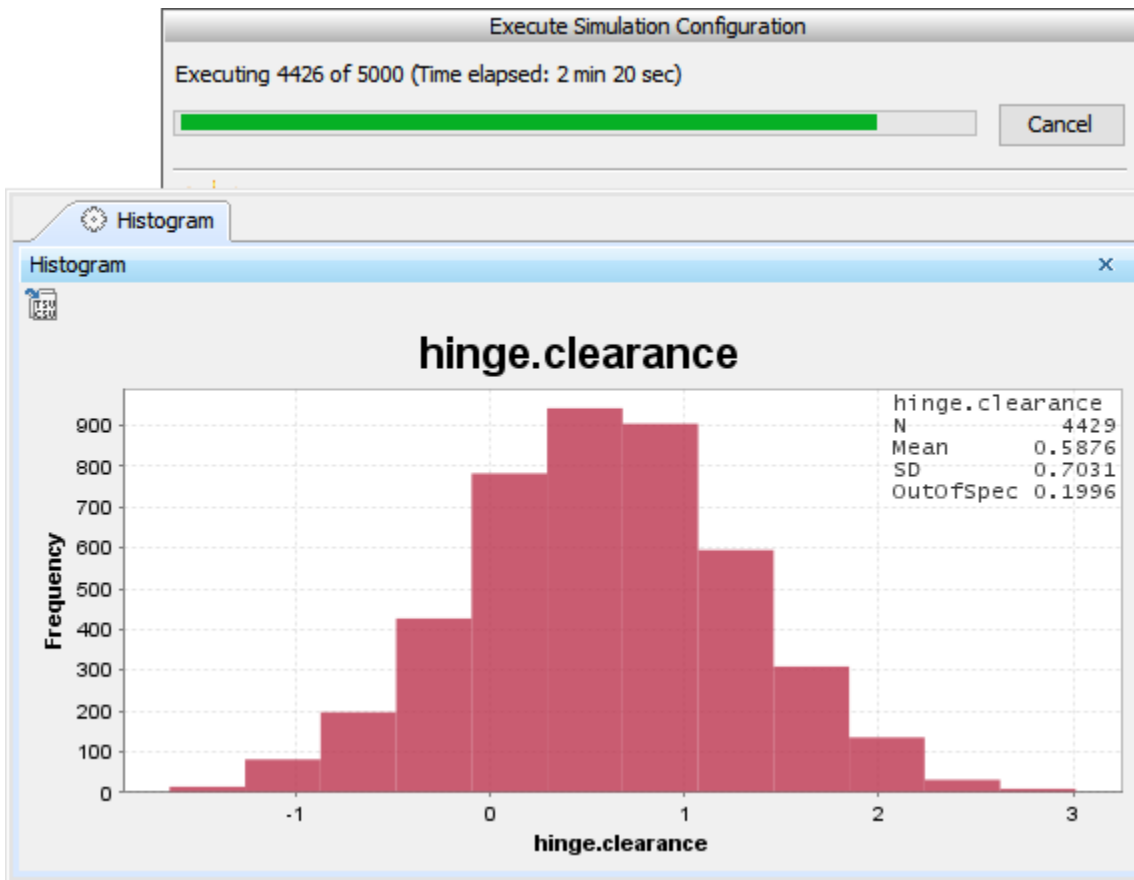 Execute Simulation Configuration
Executing 4426 of 5000 (Time elapsed: 2 min 20 sec)
Cancel
Histogram
Histogram
TSV
CSV
hinge.clearance
hinge.clearance
N 4429
Mean 0.5876
SD 0.7031
OutOfSpec 0.1996
900
800
700
600
500
400
300
200
100
0
Frequency
-1 0 1 2 3
hinge.clearance